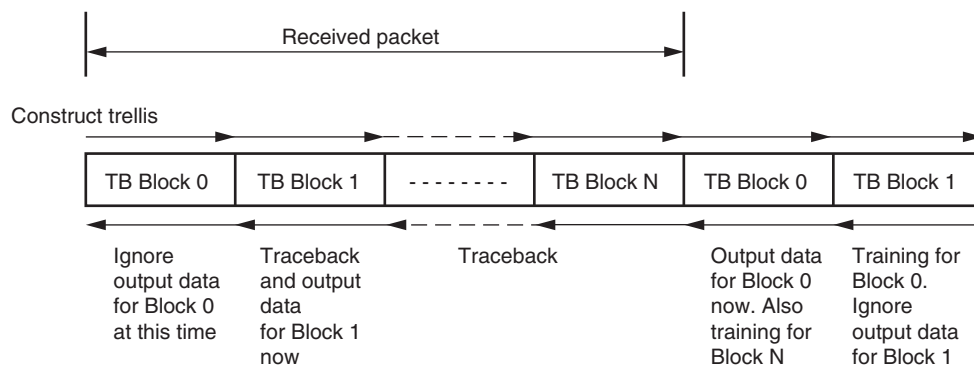 Received packet
Construct trellis
TB Block 0
TB Block 1
--------
TB Block N
TB Block 0
TB Block 1
Ignore
output data
for Block 0
at this time
Traceback
and output
data
for Block 1
now
Traceback
Output data
for Block 0
now. Also
training for
Block N
Training for
Block 0.
Ignore
output data
for Block 1